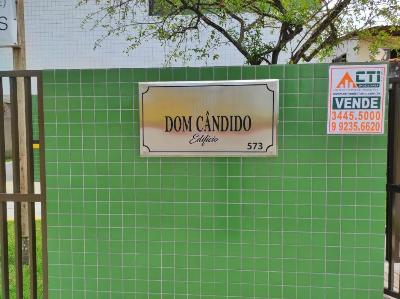 S
DOM CÂNDIDO
Edifício
573
CTI
VENDE
3445.5000
9 9235.6620